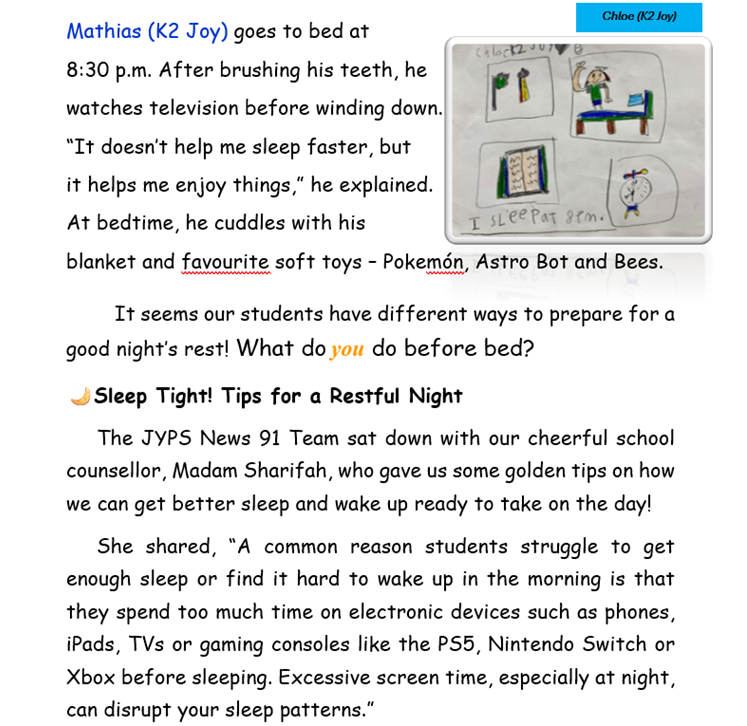 Chloe (K2 Joy)
Mathias (K2 Joy) goes to bed at
8:30 p.m. After brushing his teeth, he
watches television before winding down.
“It doesn’t help me sleep faster, but
it helps me enjoy things,” he explained.
At bedtime, he cuddles with his
blanket and favourite soft toys – Pokemón, Astro Bot and Bees.
I sleep at 8pm.
It seems our students have different ways to prepare for a
good night’s rest! What do you do before bed?
🌙Sleep Tight! Tips for a Restful Night
The JYPS News 91 Team sat down with our cheerful school
counsellor, Madam Sharifah, who gave us some golden tips on how
we can get better sleep and wake up ready to take on the day!
She shared, “A common reason students struggle to get
enough sleep or find it hard to wake up in the morning is that
they spend too much time on electronic devices such as phones,
iPads, TVs or gaming consoles like the PS5, Nintendo Switch or
Xbox before sleeping. Excessive screen time, especially at night,
can disrupt your sleep patterns.”